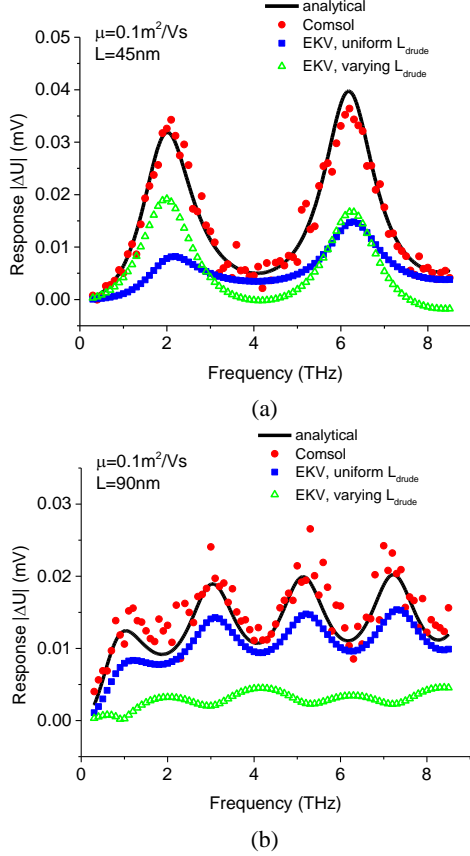 μ=0.1m²/Vs
L=45nm
analytical
Comsol
EKV, uniform L_drude
EKV, varying L_drude
Response |ΔU| (mV)
0.05
0.04
0.03
0.02
0.01
0.00
0 2 4 6 8
Frequency (THz)
(a)
μ=0.1m²/Vs
L=90nm
analytical
Comsol
EKV, uniform L_drude
EKV, varying L_drude
Response |ΔU| (mV)
0.03
0.02
0.01
0.00
0 2 4 6 8
Frequency (THz)
(b)